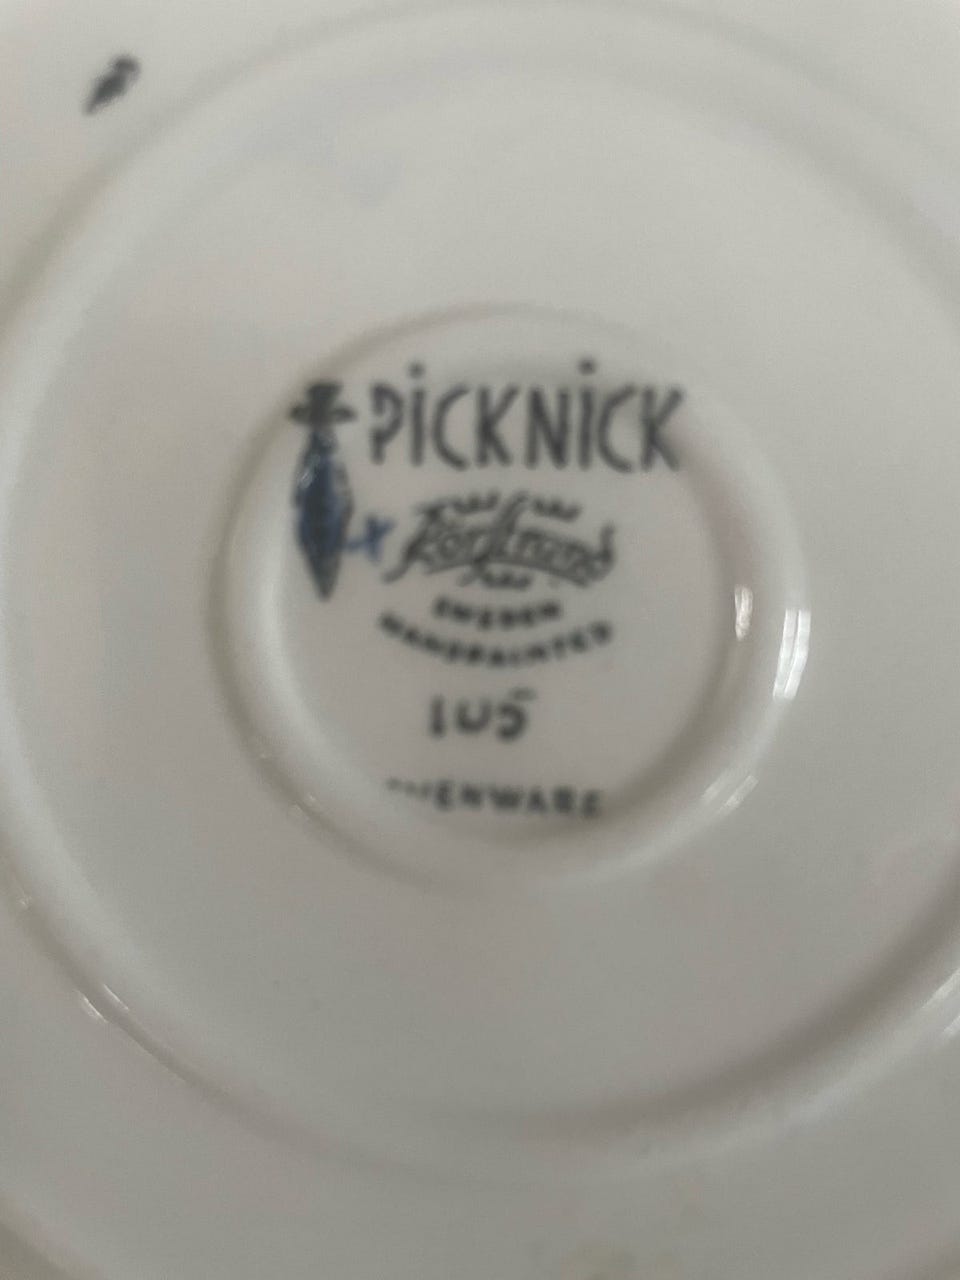 PiCKNiCK
x
Rörstrand
SWEDEN
HANDPAINTED